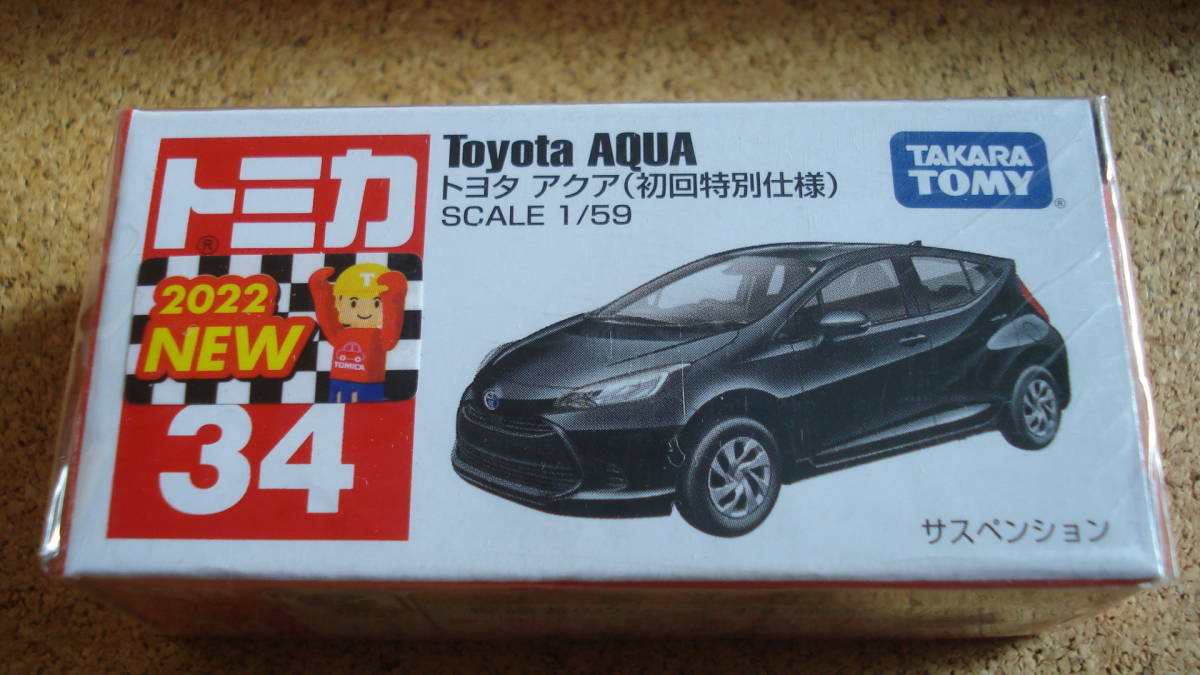 トミカ
®
2022
NEW
T
TOMICA
34
Toyota AQUA
トヨタ アクア(初回特別仕様)
SCALE 1/59
TAKARA
TOMY
®
サスペンション